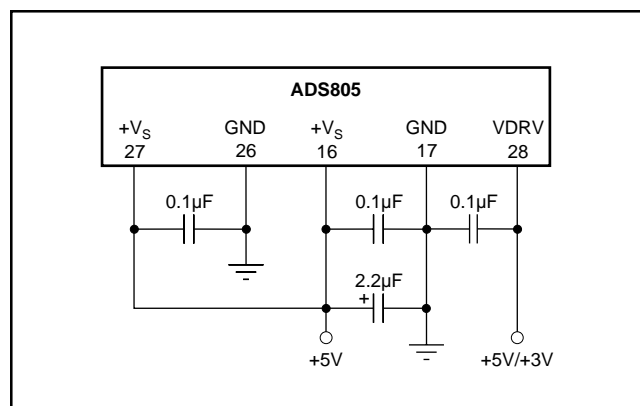 ADS805
+VS GND +VS GND VDRV
27 26 16 17 28
0.1µF 0.1µF 0.1µF
2.2µF
+
+5V +5V/+3V